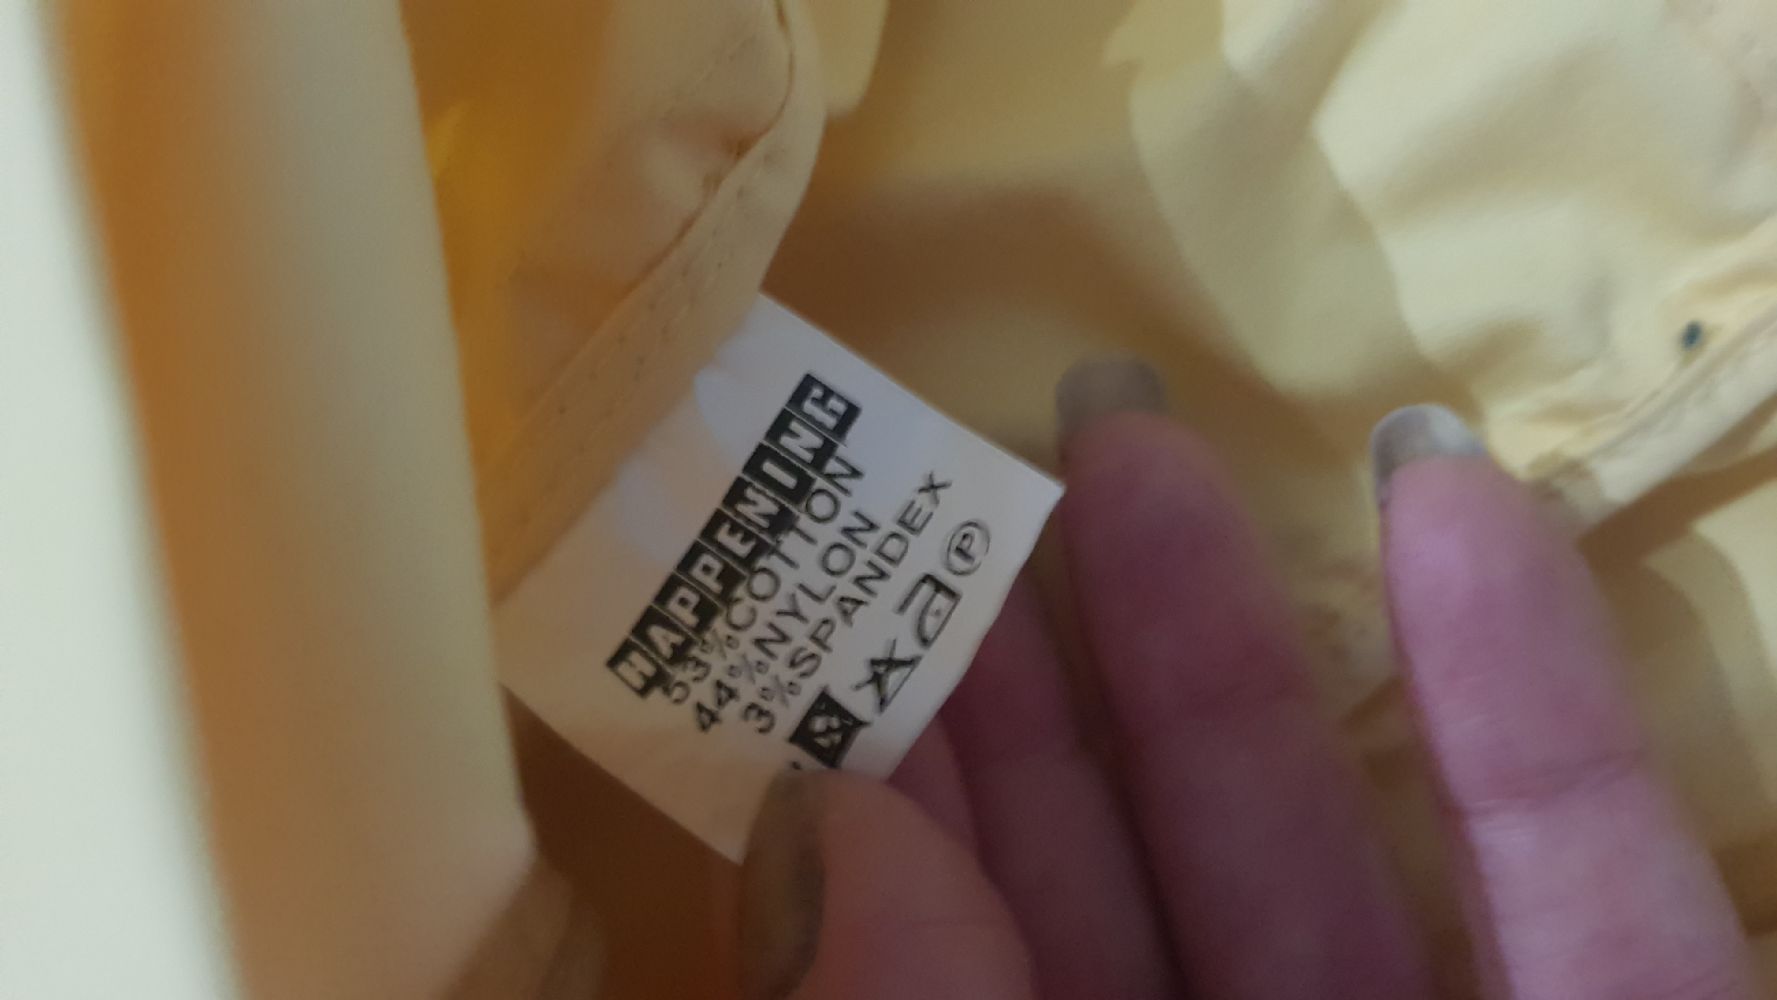 HAPPENING
53%COTTON
44%NYLON
3%SPANDEX
P